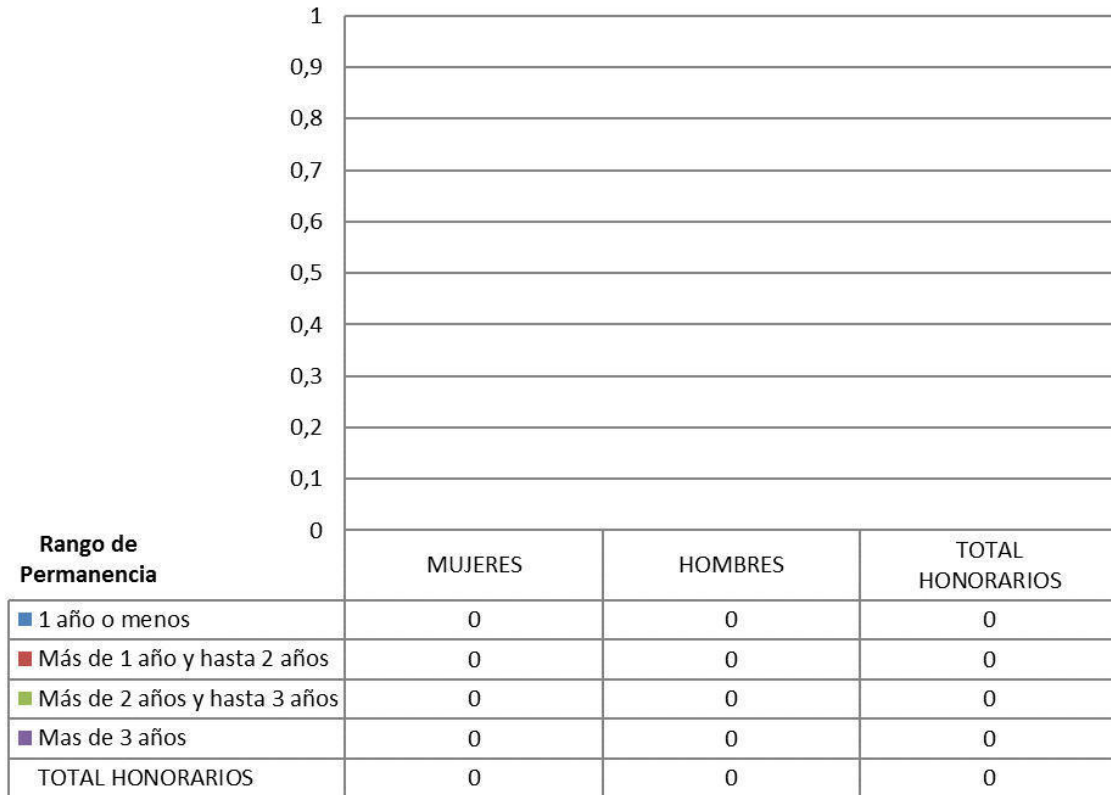 1
0,9
0,8
0,7
0,6
0,5
0,4
0,3
0,2
0,1
0
Rango de
Permanencia
MUJERES HOMBRES TOTAL
HONORARIOS
1 año o menos 0 0 0
Más de 1 año y hasta 2 años 0 0 0
Más de 2 años y hasta 3 años 0 0 0
Mas de 3 años 0 0 0
TOTAL HONORARIOS 0 0 0